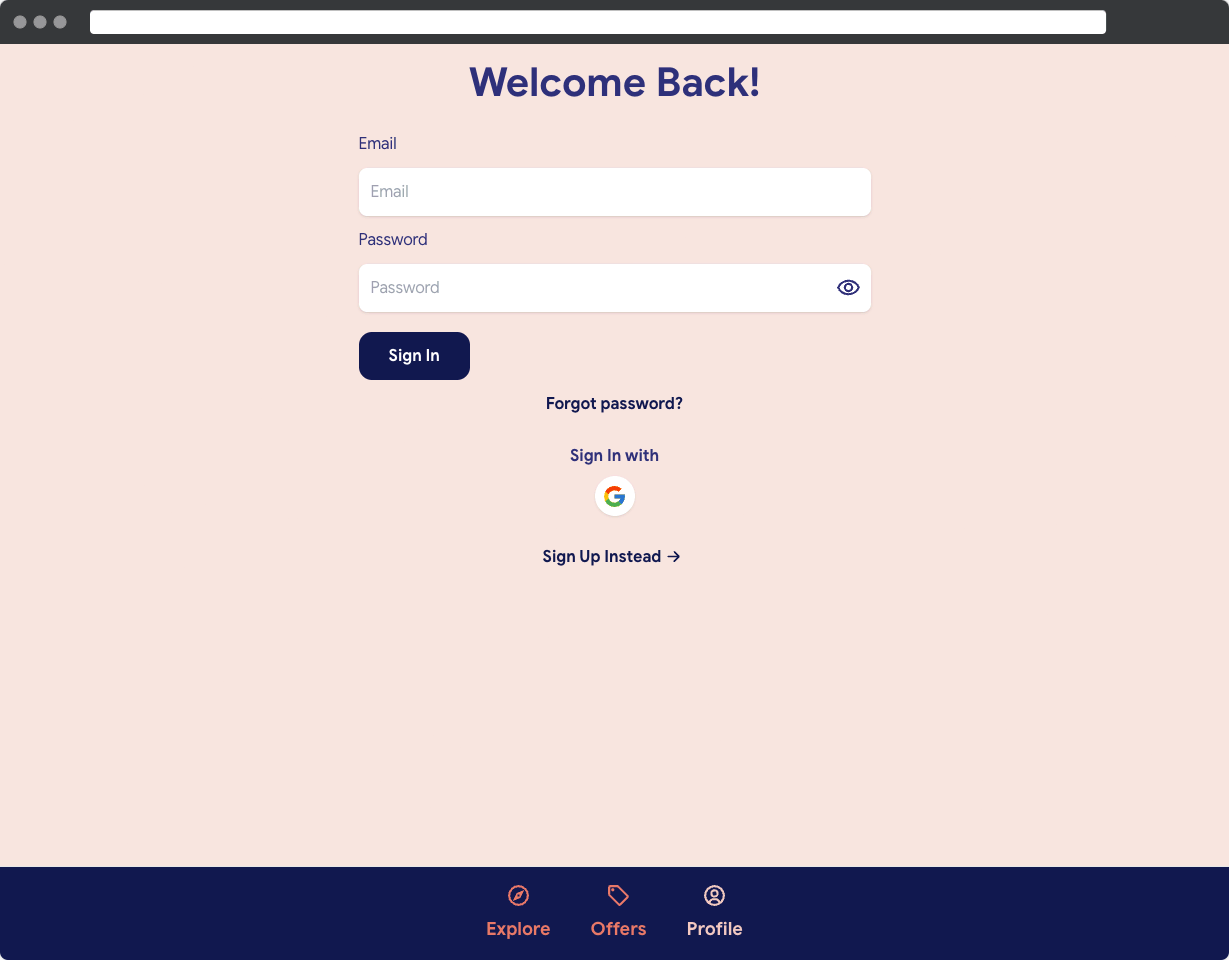 Welcome Back!
Email
Email
Password
Password
Sign In
Forgot password?
Sign In with
Sign Up Instead →
Explore Offers Profile